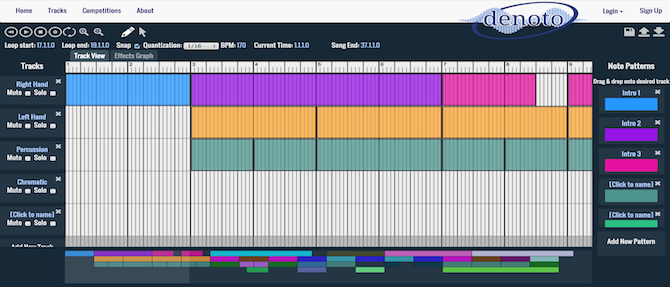 Home Tracks Competitions About
denoto
Login Sign Up
Loop start: 17.1.1.0 Loop end: 19.1.1.0 Snap Quantization: 1/16 BPM: 170 Current Time: 1.1.1.0 Song End: 37.1.1.0
Track View Effects Graph
Tracks
1 2 3 4 5 6 7 8 9
Right Hand
Mute Solo
Left Hand
Mute Solo
Percussion
Mute Solo
Chromatic
Mute Solo
[Click to name]
Mute Solo
Add New Track
Note Patterns
Drag & drop onto desired track
Intro 1
Intro 2
Intro 3
[Click to name]
[Click to name]
Add New Pattern